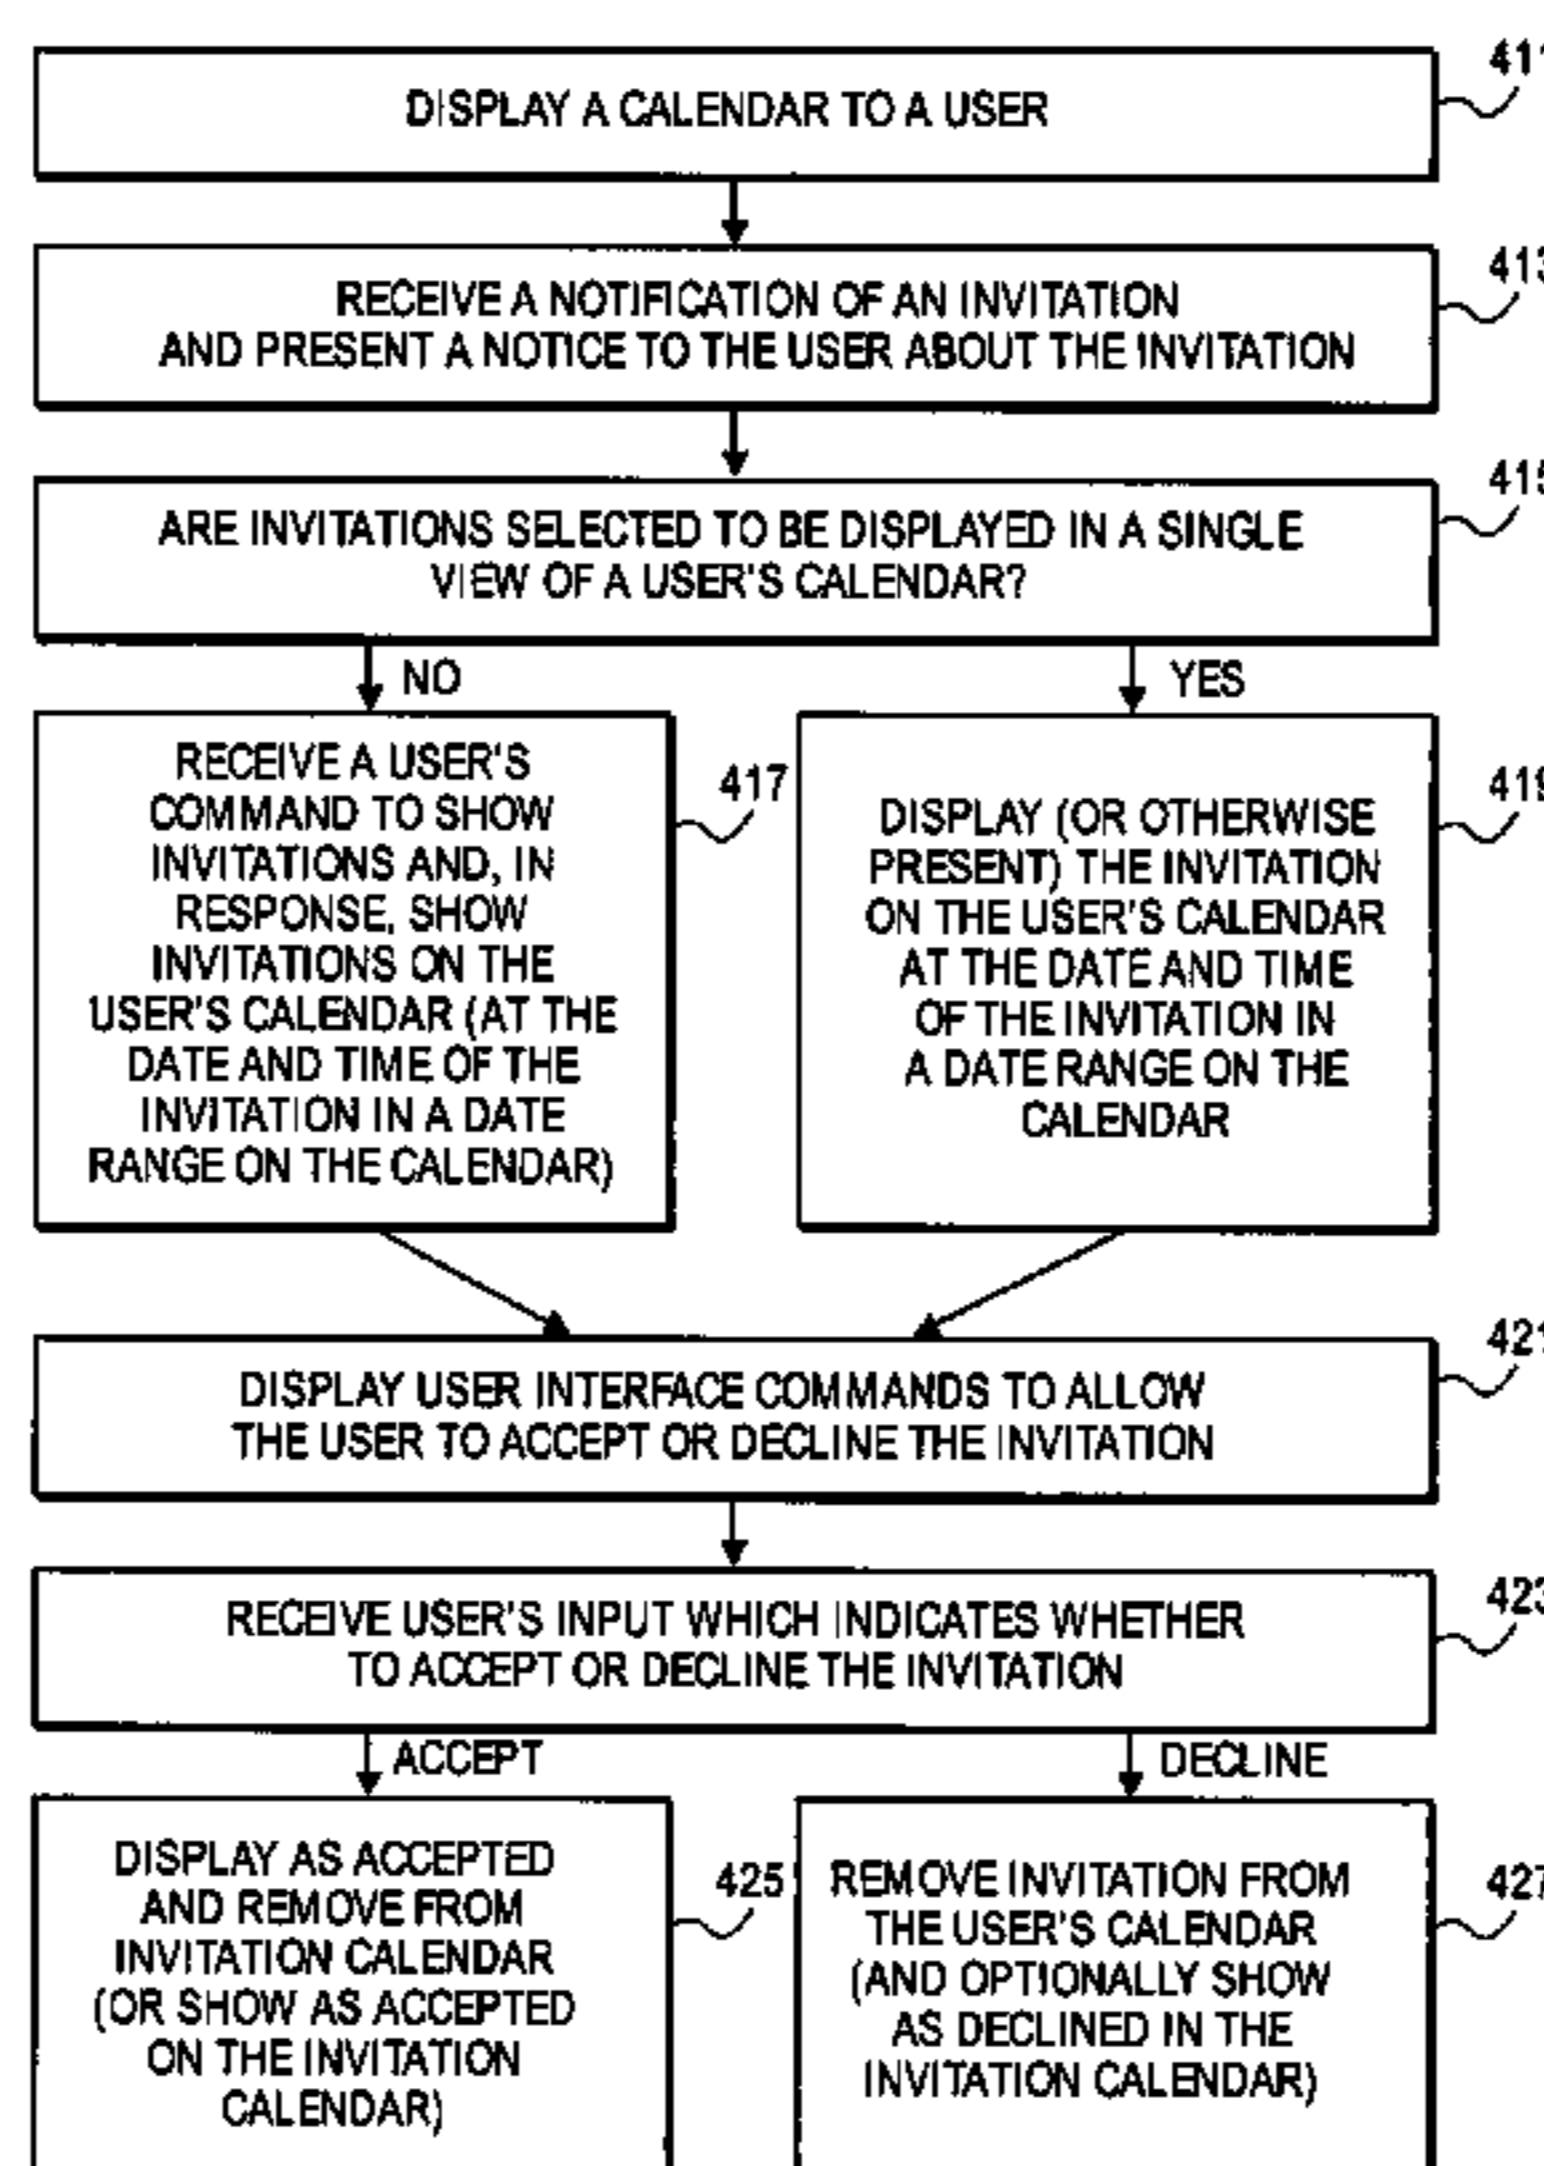 DISPLAY A CALENDAR TO A USER
RECEIVE A NOTIFICATION OF AN INVITATION
AND PRESENT A NOTICE TO THE USER ABOUT THE INVITATION
413
ARE INVITATIONS SELECTED TO BE DISPLAYED IN A SINGLE
VIEW OF A USER'S CALENDAR?
415
NO
YES
RECEIVE A USER'S
COMMAND TO SHOW
INVITATIONS AND, IN
RESPONSE, SHOW
INVITATIONS ON THE
USER'S CALENDAR (AT THE
DATE AND TIME OF THE
INVITATION IN A DATE
RANGE ON THE CALENDAR)
417
DISPLAY (OR OTHERWISE
PRESENT) THE INVITATION
ON THE USER'S CALENDAR
AT THE DATE AND TIME
OF THE INVITATION IN
A DATE RANGE ON THE
CALENDAR
419
DISPLAY USER INTERFACE COMMANDS TO ALLOW
THE USER TO ACCEPT OR DECLINE THE INVITATION
421
RECEIVE USER'S INPUT WHICH INDICATES WHETHER
TO ACCEPT OR DECLINE THE INVITATION
423
ACCEPT
DECLINE
DISPLAY AS ACCEPTED
AND REMOVE FROM
INVITATION CALENDAR
(OR SHOW AS ACCEPTED
ON THE INVITATION
CALENDAR)
425
REMOVE INVITATION FROM
THE USER'S CALENDAR
(AND OPTIONALLY SHOW
AS DECLINED IN THE
INVITATION CALENDAR)
427